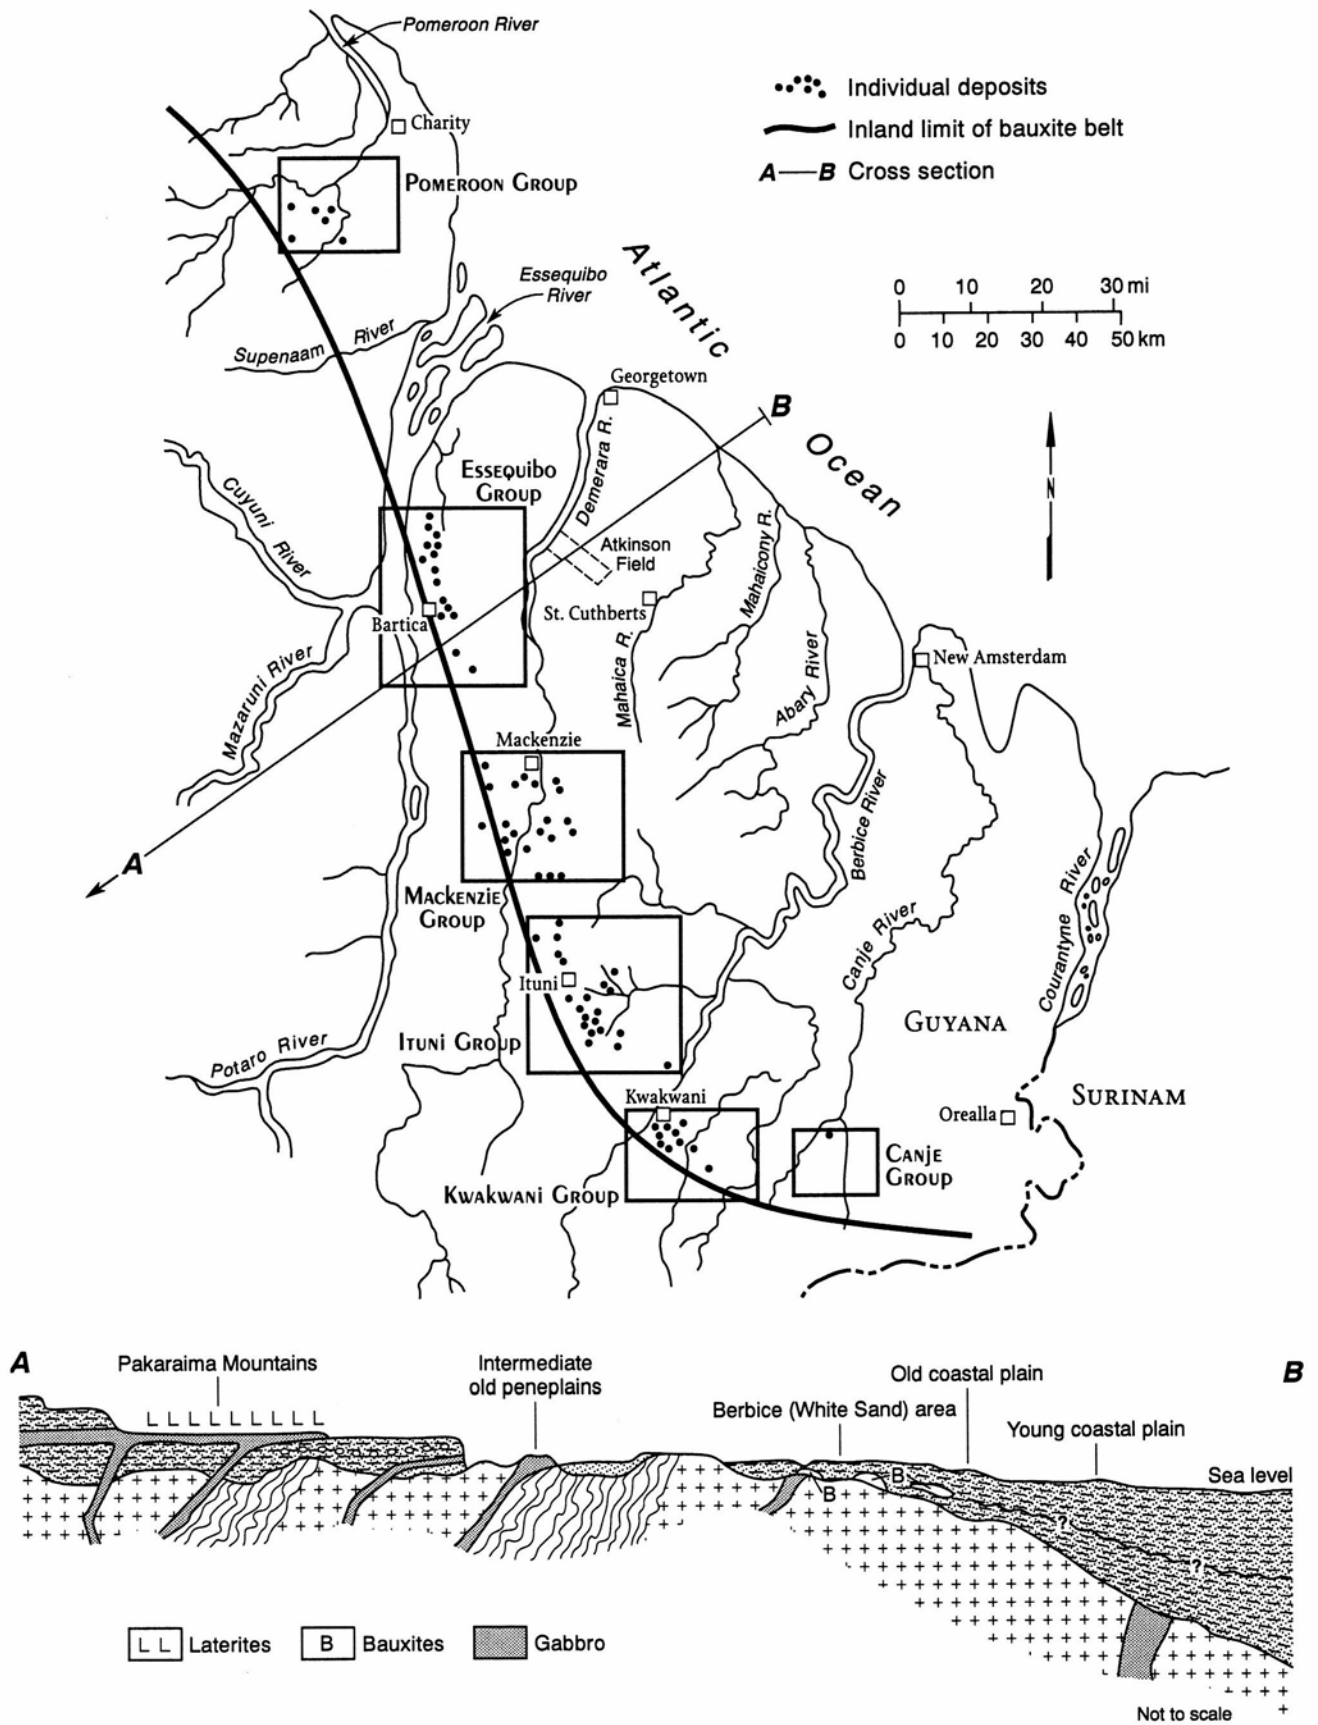 Pomeroon River
Charity
POMEROON GROUP
Individual deposits
Inland limit of bauxite belt
A — B Cross section
Atlantic
Ocean
0 10 20 30 mi
0 10 20 30 40 50 km
N
Essequibo
River
Supenaam River
Georgetown
B
Demerara R.
ESSEQUIBO
GROUP
Cuyuni River
Atkinson
Field
St. Cuthberts
Mahaicony R.
Bartica
Mahaica R.
Abary River
New Amsterdam
Mazaruni River
Mackenzie
Berbice River
A
MACKENZIE
GROUP
Canje River
Courantyne River
Ituni
GUYANA
ITUNI GROUP
Potaro River
Kwakwani
SURINAM
Orealla
CANJE
GROUP
KWAKWANI GROUP
A
Pakaraima Mountains
Intermediate
old peneplains
Old coastal plain
B
Berbice (White Sand) area
Young coastal plain
L L L L L L L L L
Sea level
B
B
?
?
L L Laterites
B Bauxites
Gabbro
Not to scale